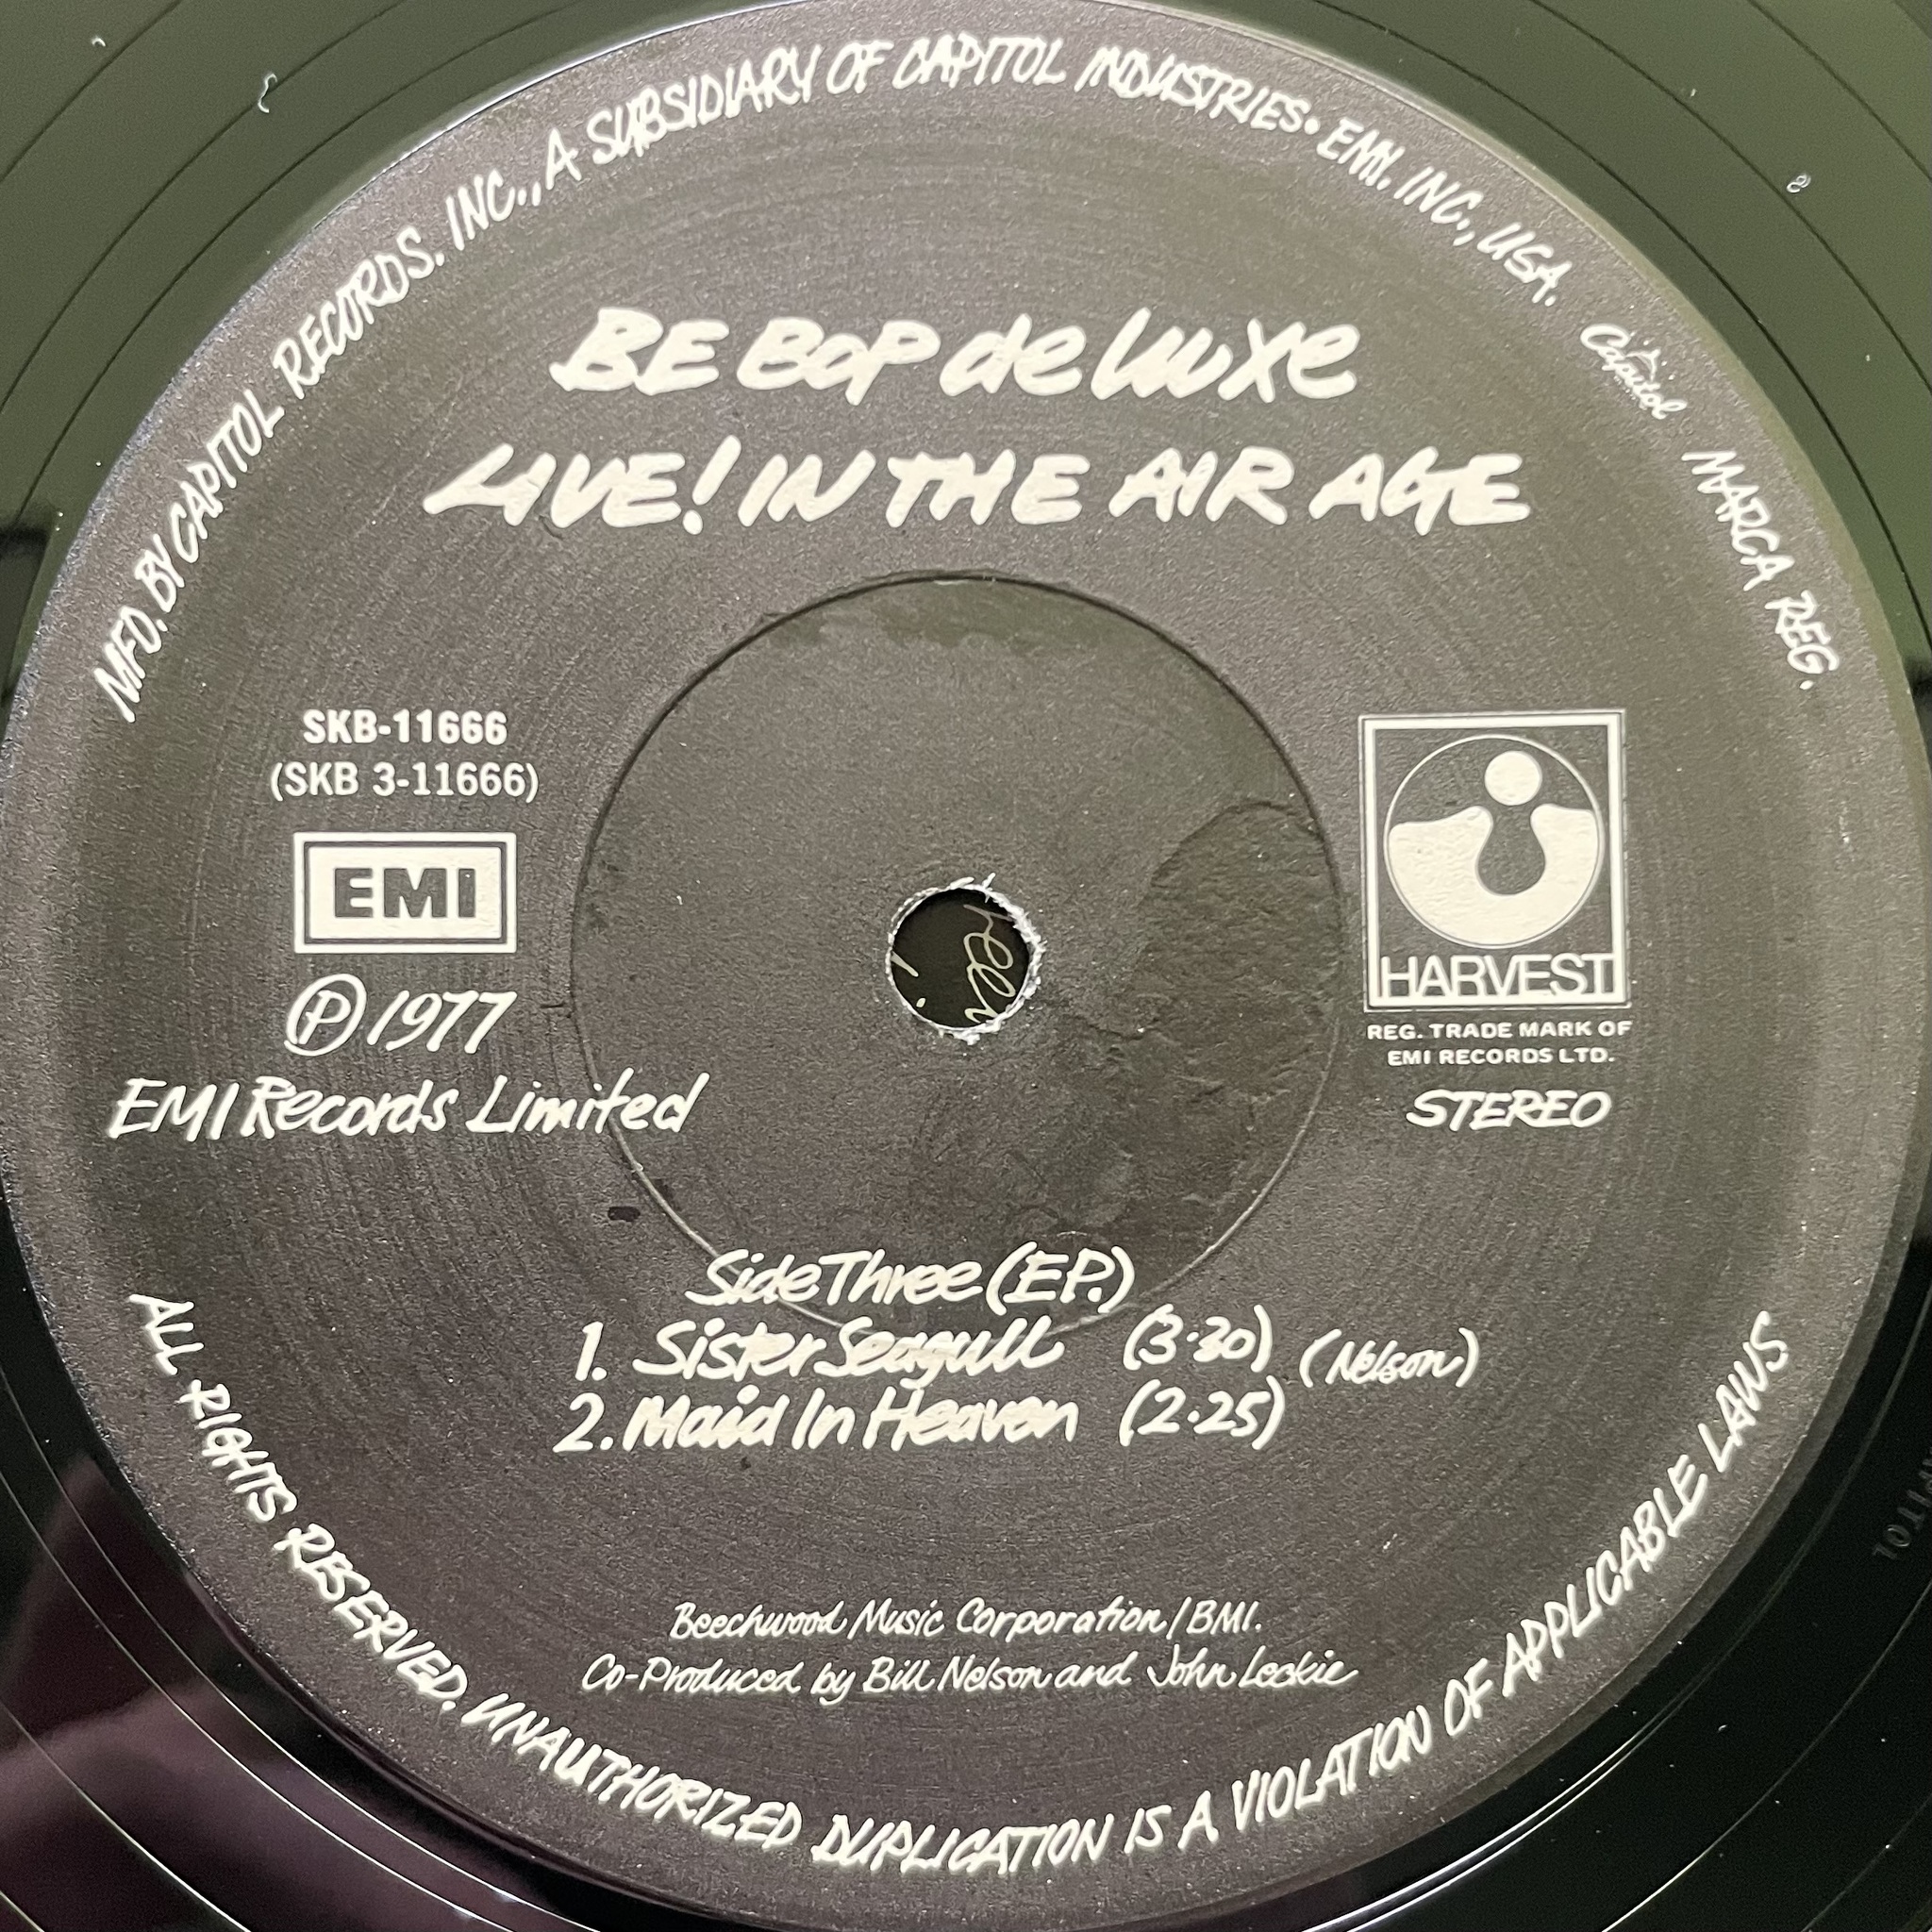 MFD. BY CAPITOL RECORDS. INC., A SUBSIDIARY OF CAPITOL INDUSTRIES • EMI. INC., USA. Capitol MARCA REG.
BE BOP de luxe
LIVE! IN THE AIR AGE
SKB-11666
(SKB 3-11666)
EMI
Ⓟ 1977
EMI Records Limited
HARVEST
REG. TRADE MARK OF
EMI RECORDS LTD.
STEREO
Side Three (E.P.)
1. Sister Seagull (3·30) (Nelson)
2. Maid In Heaven (2·25)
Beechwood Music Corporation/BMI.
Co-Produced by Bill Nelson and John Leckie
ALL RIGHTS RESERVED. UNAUTHORIZED DUPLICATION IS A VIOLATION OF APPLICABLE LAWS